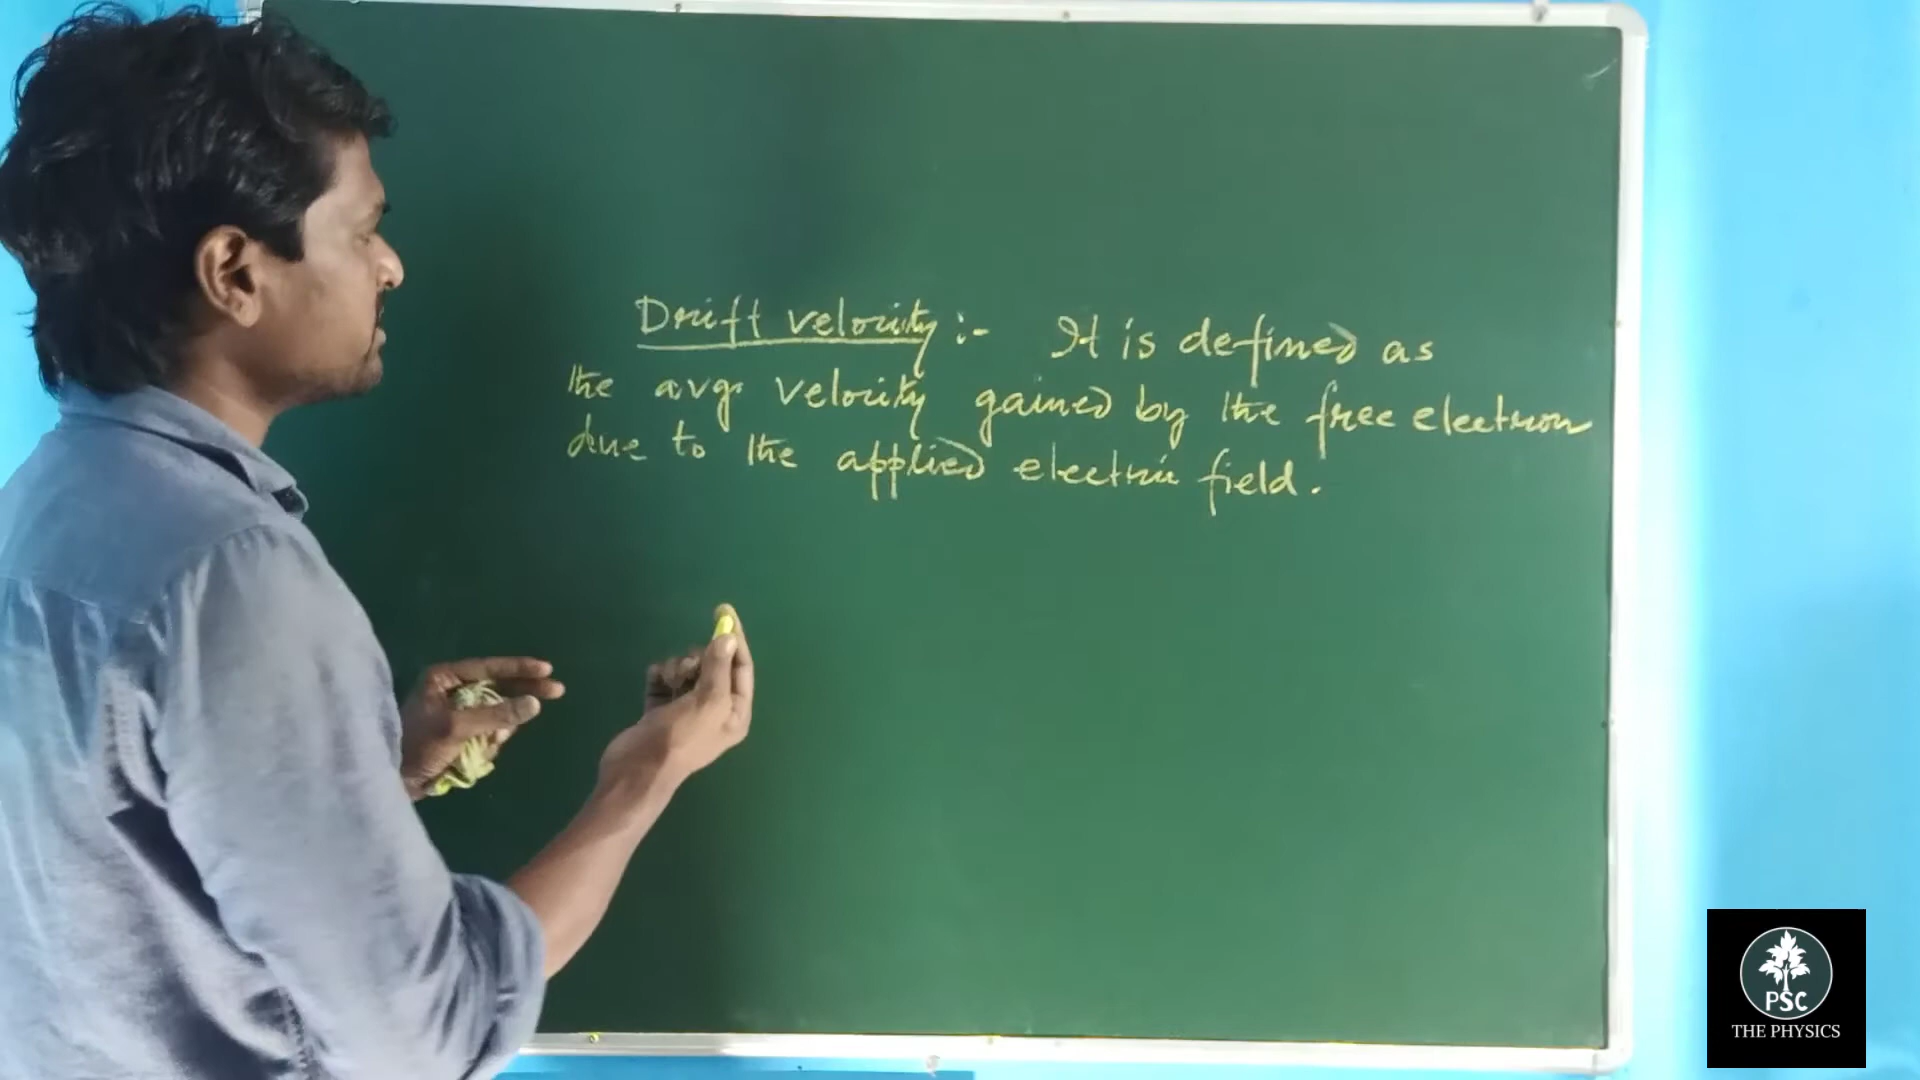 Drift velocity :- It is defined as
the avg. velocity gained by the free electron
due to the applied electric field.
PSC
THE PHYSICS